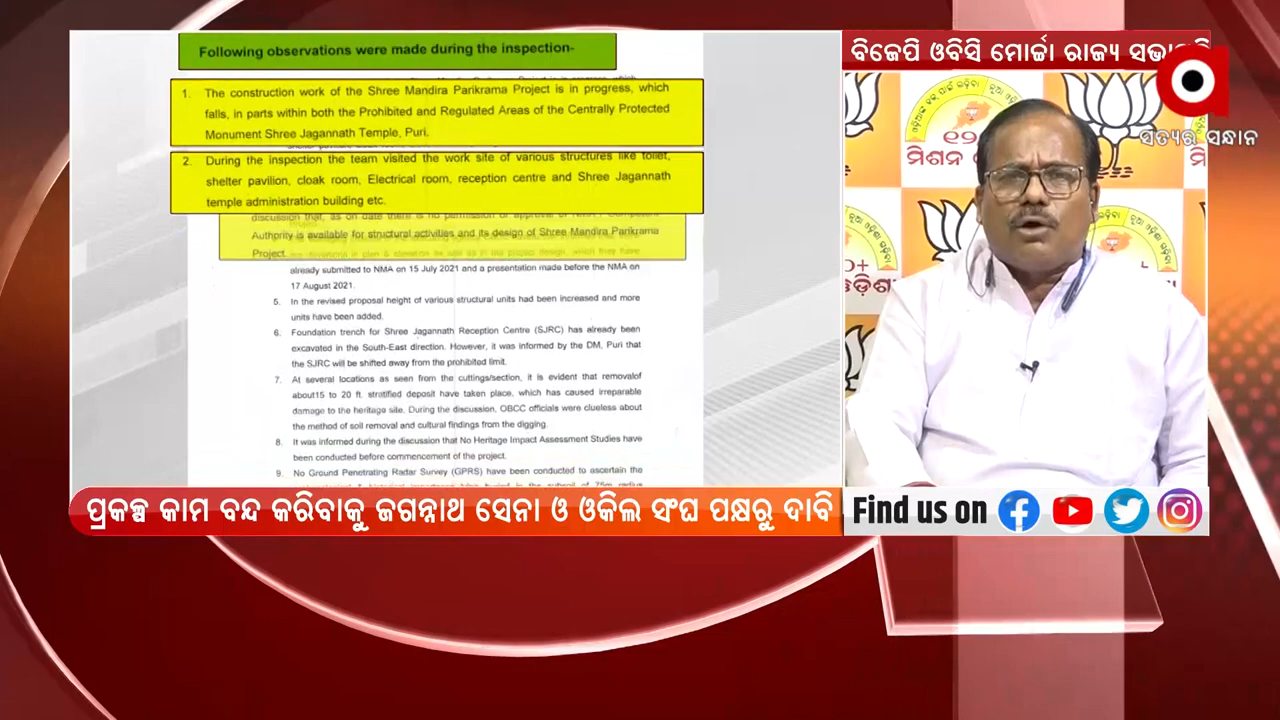 Following observations were made during the inspection-
1. The construction work of the Shree Mandira Parikrama Project is in progress, which
falls, in parts within both the Prohibited and Regulated Areas of the Centrally Protected
Monument Shree Jagannath Temple, Puri.
2. During the inspection the team visited the work site of various structures like toilet,
shelter pavilion, cloak room, Electrical room, reception centre and Shree Jagannath
temple administration building etc.
discussion that, as on date there is no permission or approval of
Authority is available for structural activities and its design of Shree Mandira Parikrama
Project.
already submitted to NMA on 15 July 2021 and a presentation made before the NMA on
17 August 2021.
5. In the revised proposal height of various structural units had been increased and more
units have been added.
6. Foundation trench for Shree Jagannath Reception Centre (SJRC) has already been
excavated in the South-East direction. However, it was informed by the DM, Puri that
the SJRC will be shifted away from the prohibited limit.
7. At several locations as seen from the cuttings/section, it is evident that removalof
about15 to 20 ft. stratified deposit have taken place, which has caused irreparable
damage to the heritage site. During the discussion, OBCC officials were clueless about
the method of soil removal and cultural findings from the digging.
8. It was informed during the discussion that No Heritage Impact Assessment Studies have
been conducted before commencement of the project.
9. No Ground Penetrating Radar Survey (GPRS) have been conducted to ascertain the
ବିଜେପି ଓବିସି ମୋର୍ଚ୍ଚା ରାଜ୍ୟ
ସତ୍ୟର ସନ୍ଧାନ
୧୨
ମିଶନ
ପ୍ରକଳ୍ପ କାମ ବନ୍ଦ କରିବାକୁ ଜଗନ୍ନାଥ ସେନା ଓ ଓକିଲ ସଂଘ ପକ୍ଷରୁ ଦାବି
Find us on